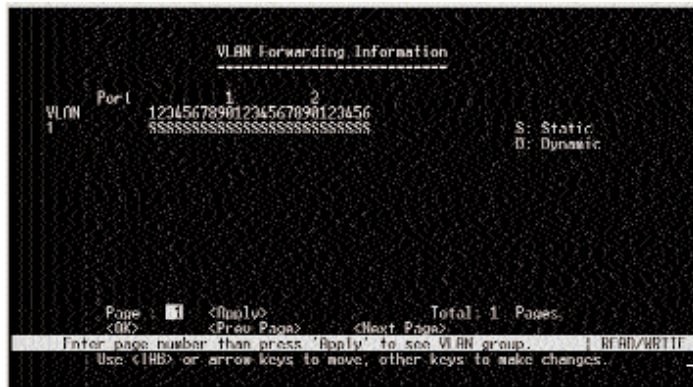 VLAN Forwarding Information
----------------------------
Port 1 2
VLAN 12345678901234567890123456
1 SSSSSSSSSSSSSSSSSSSSSSSSSS
S: Static
D: Dynamic
Page : 1 <Apply> Total: 1 Pages
<OK> <Prev Page> <Next Page>
Enter page number than press 'Apply' to see VLAN group. | READ/WRITE
Use <TAB> or arrow keys to move, other keys to make changes.